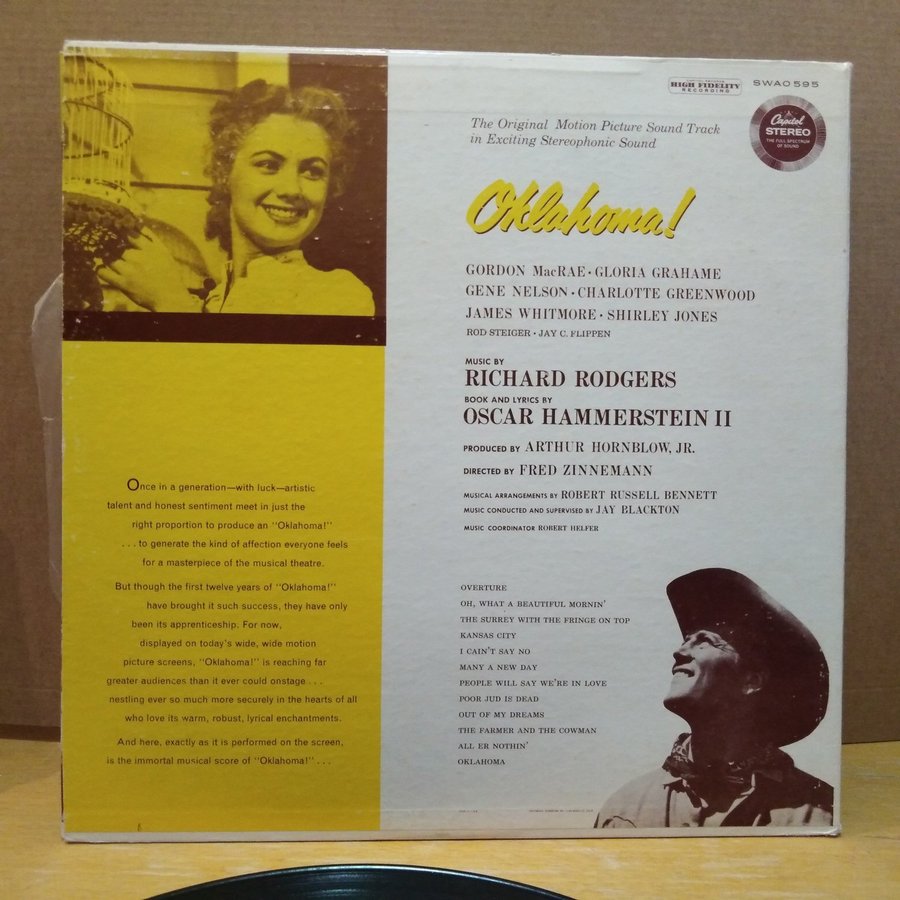 HIGH FIDELITY
RECORDING
SWAO 595
Capitol
STEREO
THE FULL SPECTRUM
OF SOUND
The Original Motion Picture Sound Track
in Exciting Stereophonic Sound
Oklahoma!
GORDON MacRAE • GLORIA GRAHAME
GENE NELSON • CHARLOTTE GREENWOOD
JAMES WHITMORE • SHIRLEY JONES
ROD STEIGER • JAY C. FLIPPEN
MUSIC BY
RICHARD RODGERS
BOOK AND LYRICS BY
OSCAR HAMMERSTEIN II
PRODUCED BY ARTHUR HORNBLOW, JR.
DIRECTED BY FRED ZINNEMANN
MUSICAL ARRANGEMENTS BY ROBERT RUSSELL BENNETT
MUSIC CONDUCTED AND SUPERVISED BY JAY BLACKTON
MUSIC COORDINATOR ROBERT HELFER
OVERTURE
OH, WHAT A BEAUTIFUL MORNIN'
THE SURREY WITH THE FRINGE ON TOP
KANSAS CITY
I CAIN'T SAY NO
MANY A NEW DAY
PEOPLE WILL SAY WE'RE IN LOVE
POOR JUD IS DEAD
OUT OF MY DREAMS
THE FARMER AND THE COWMAN
ALL ER NOTHIN'
OKLAHOMA
Once in a generation—with luck—artistic
talent and honest sentiment meet in just the
right proportion to produce an "Oklahoma!"
. . . to generate the kind of affection everyone feels
for a masterpiece of the musical theatre.
But though the first twelve years of "Oklahoma!"
have brought it such success, they have only
been its apprenticeship. For now,
displayed on today's wide, wide motion
picture screens, "Oklahoma!" is reaching far
greater audiences than it ever could onstage . . .
nestling ever so much more securely in the hearts of all
who love its warm, robust, lyrical enchantments.
And here, exactly as it is performed on the screen,
is the immortal musical score of "Oklahoma!" . . .